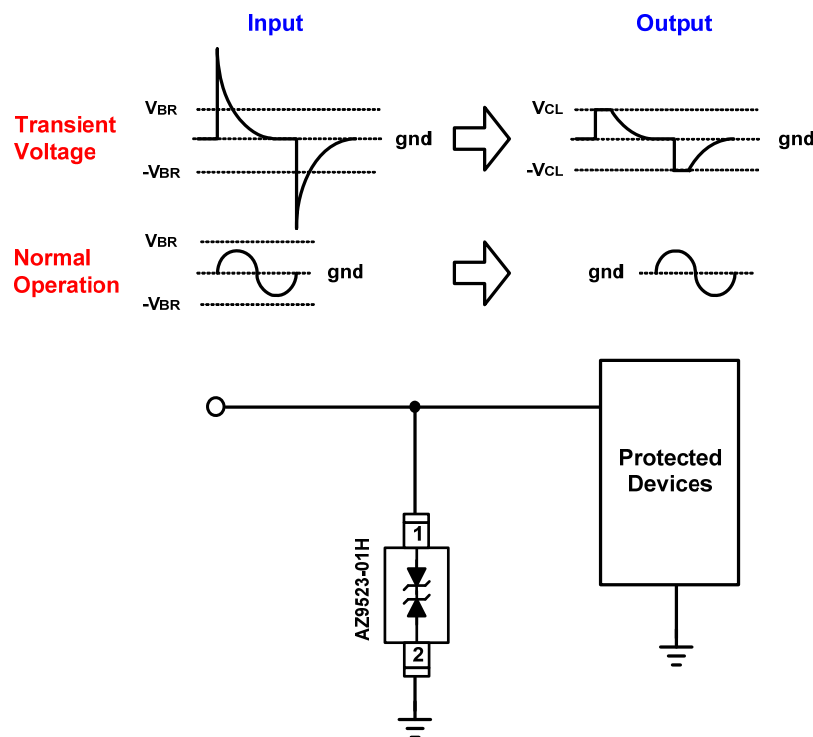 Input
Output
VBR
VCL
Transient
Voltage
gnd
gnd
-VBR
-VCL
VBR
Normal
Operation
gnd
gnd
-VBR
Protected
Devices
1
AZ9523-01H
2